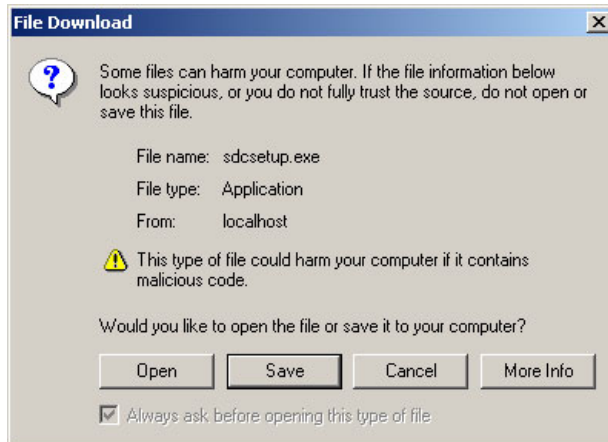 File Download
Some files can harm your computer. If the file information below
looks suspicious, or you do not fully trust the source, do not open or
save this file.
File name: sdcsetup.exe
File type: Application
From: localhost
This type of file could harm your computer if it contains
malicious code.
Would you like to open the file or save it to your computer?
Open Save Cancel More Info
Always ask before opening this type of file